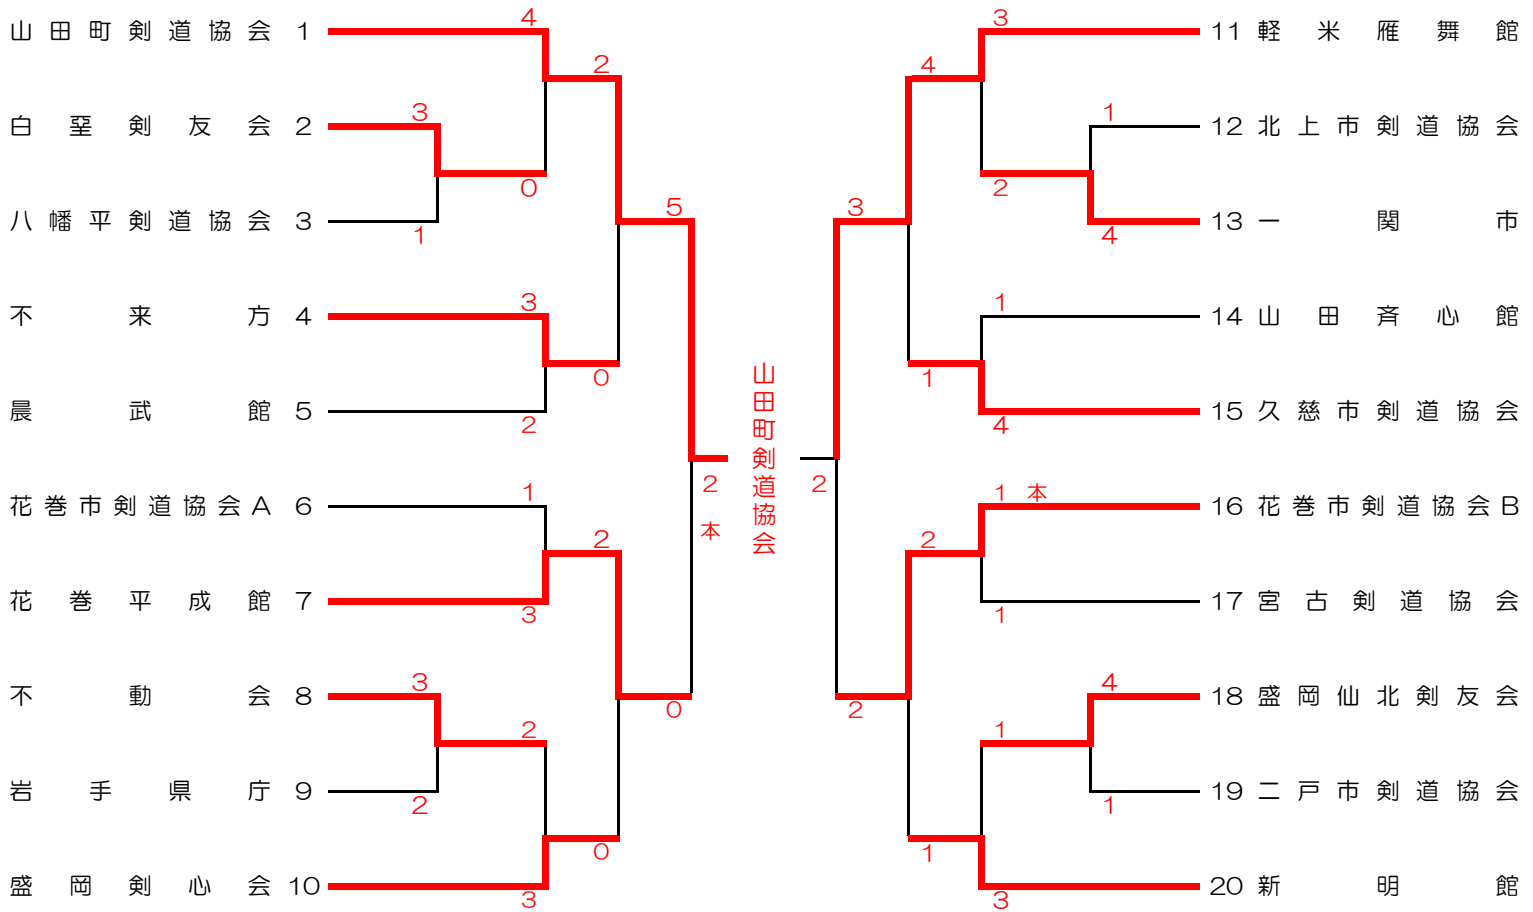 山田町剣道協会 1
白堊剣友会 2
八幡平剣道協会 3
不来方 4
晨武館 5
花巻市剣道協会A 6
花巻平成館 7
不動会 8
岩手県庁 9
盛岡剣心会 10
4
3
0
1
3
2
1
3
3
2
2
3
2
0
2
0
5
0
2
本
山田町剣道協会
2
3
2
4
1
2
1
3
2
1
4
1
4
1 本
1
1
4
1
3
11 軽米雁舞館
12 北上市剣道協会
13 一関市
14 山田斉心館
15 久慈市剣道協会
16 花巻市剣道協会B
17 宮古剣道協会
18 盛岡仙北剣友会
19 二戸市剣道協会
20 新明館